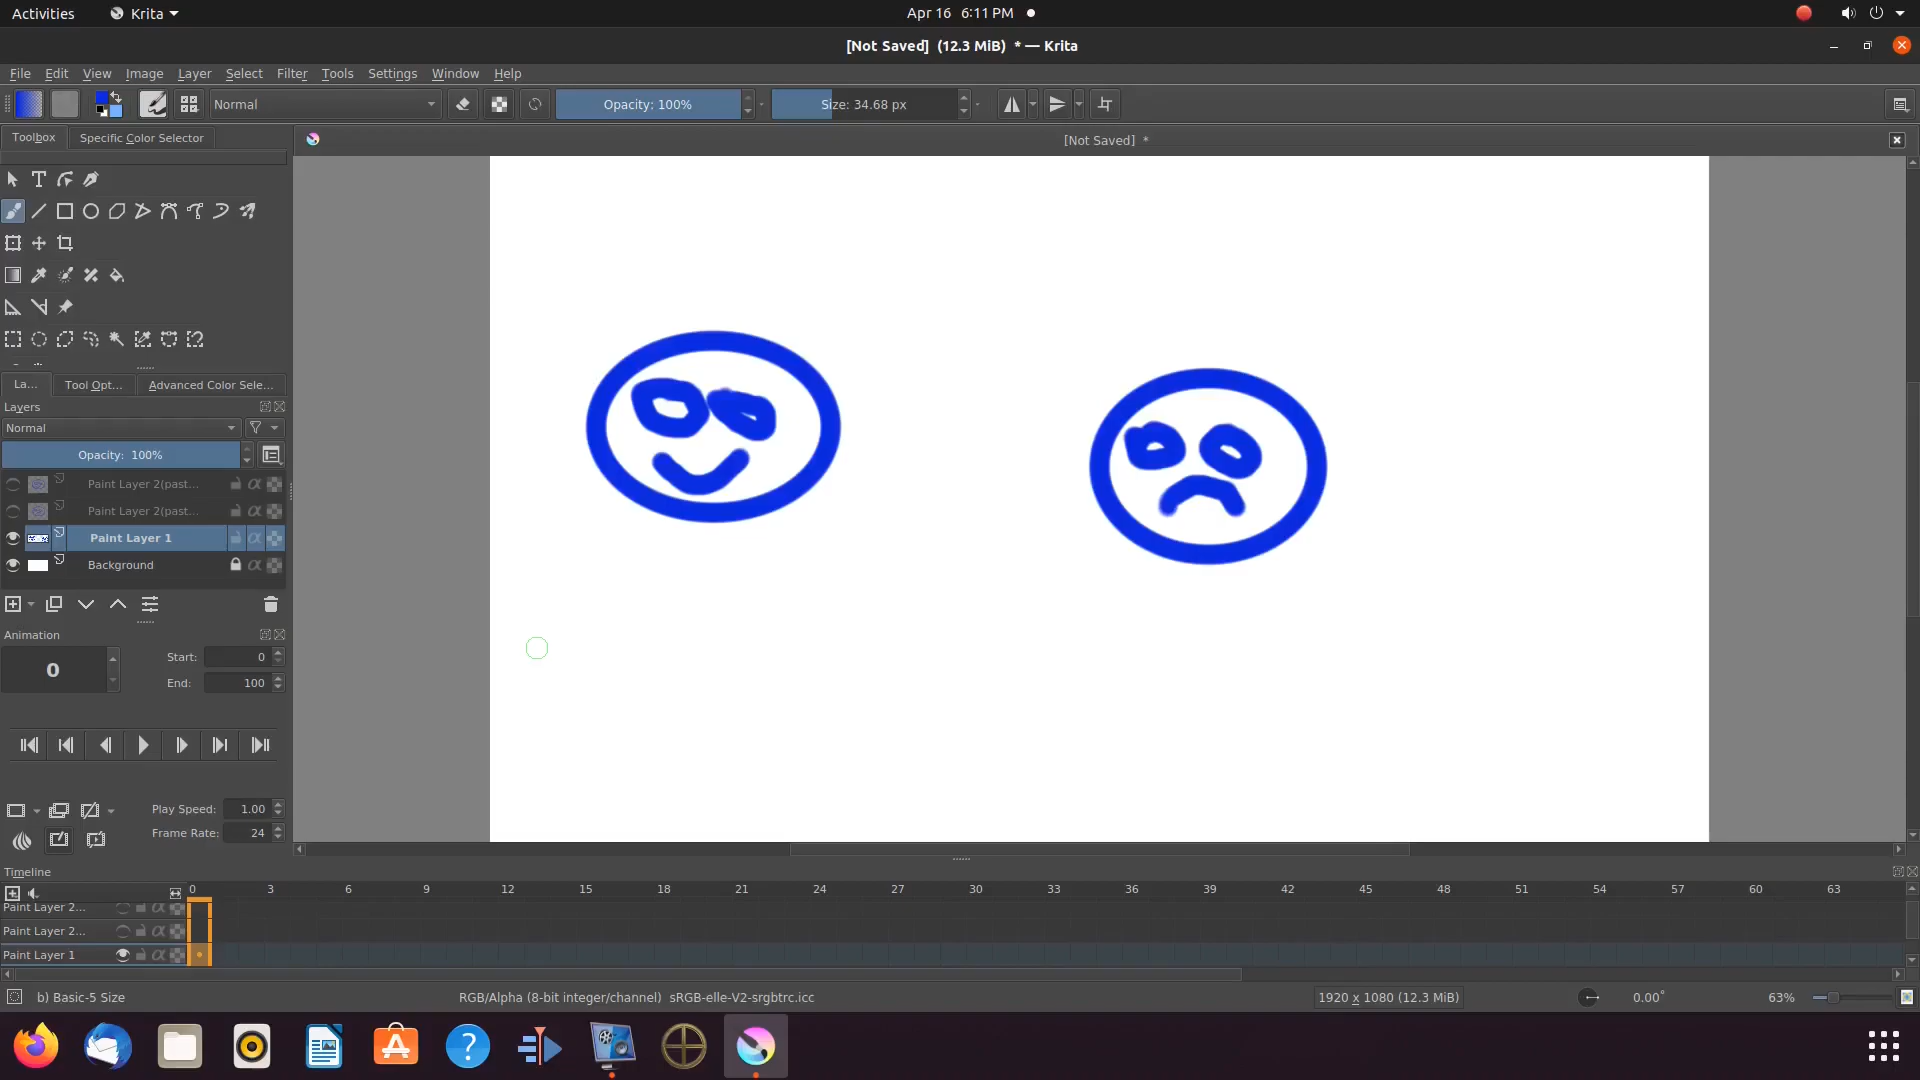 Activities Krita Apr 16 6:11 PM
[Not Saved] (12.3 MiB) * — Krita
File Edit View Image Layer Select Filter Tools Settings Window Help
Normal Opacity: 100% Size: 34.68 px
Toolbox Specific Color Selector [Not Saved] *
La... Tool Opt... Advanced Color Sele...
Layers
Normal
Opacity: 100%
Paint Layer 2(past...
Paint Layer 2(past...
Paint Layer 1
Background
Animation
0 Start: 0
End: 100
Play Speed: 1.00
Frame Rate: 24
Timeline
0 3 6 9 12 15 18 21 24 27 30 33 36 39 42 45 48 51 54 57 60 63
Paint Layer 2...
Paint Layer 2...
Paint Layer 1
b) Basic-5 Size RGB/Alpha (8-bit integer/channel) sRGB-elle-V2-srgbtrc.icc 1920 x 1080 (12.3 MiB) 0.00° 63%